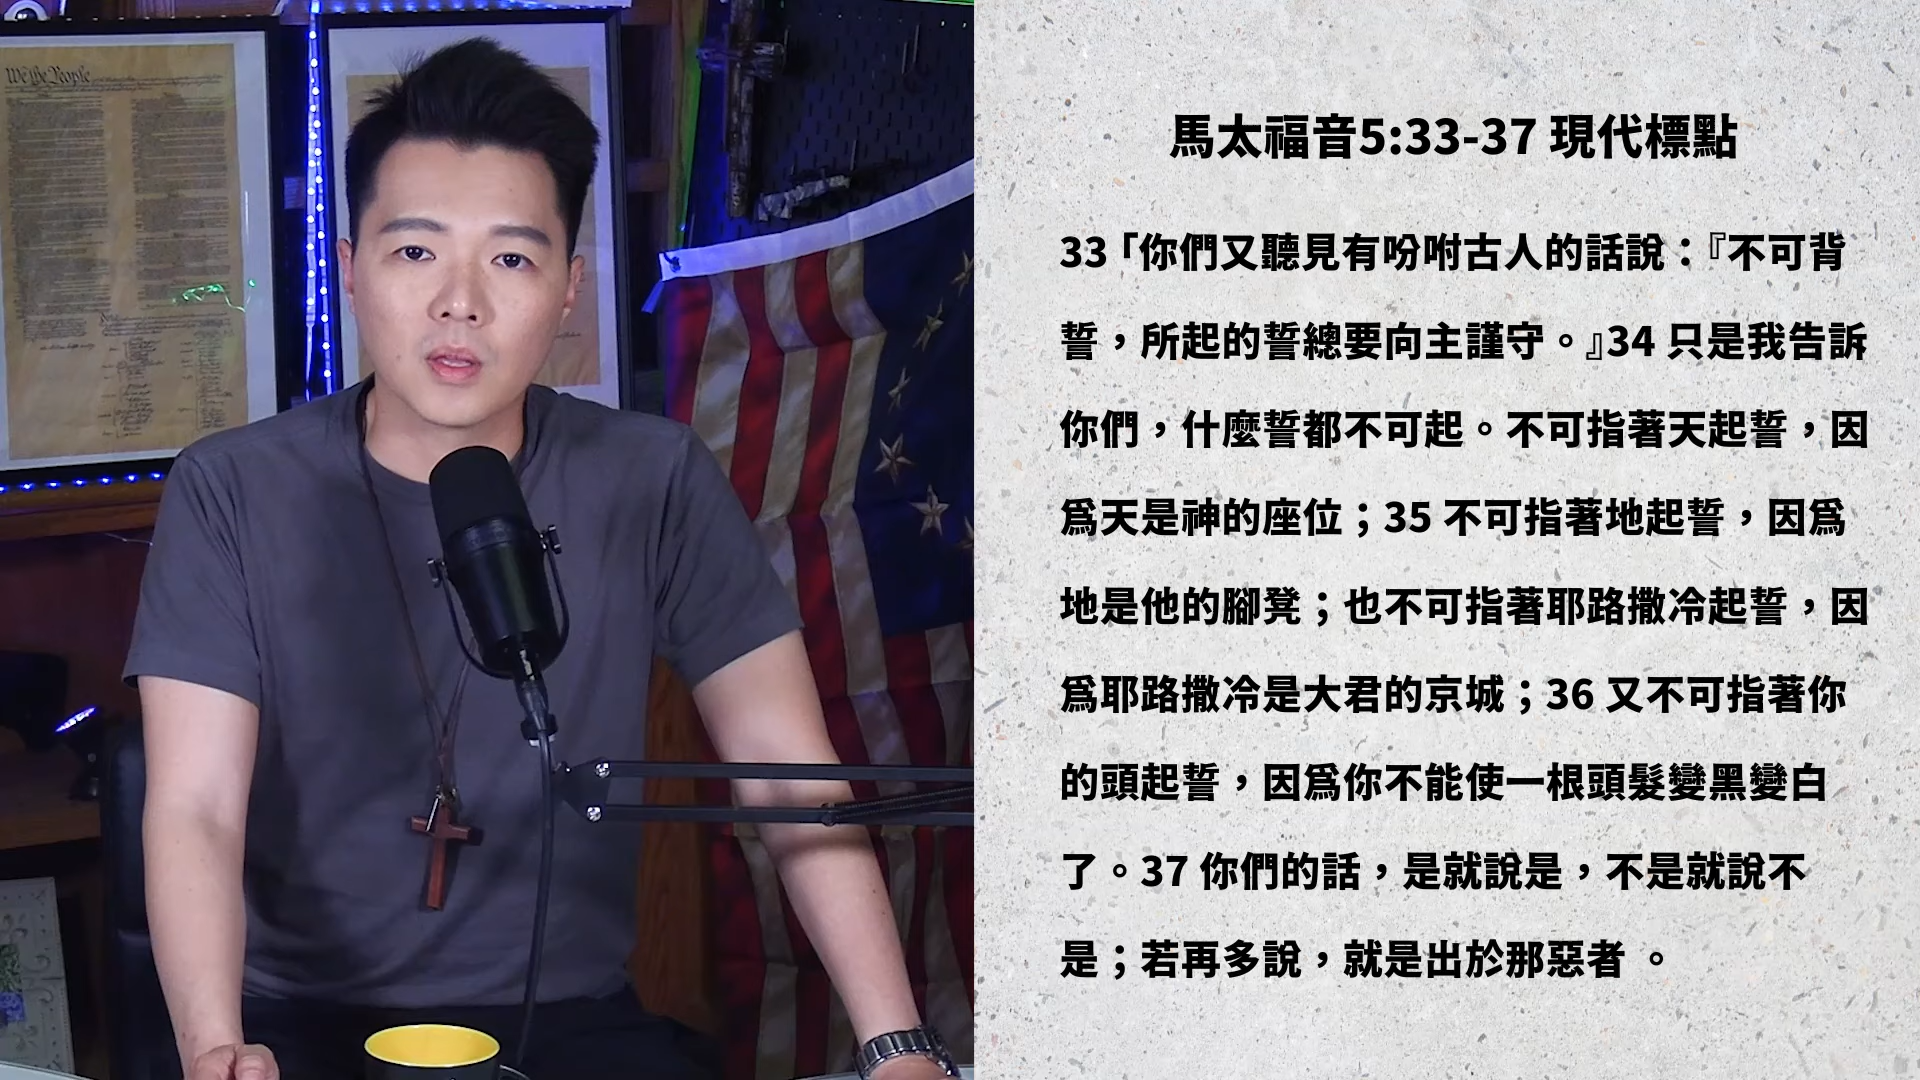 We the People
馬太福音5:33-37 現代標點
33「你們又聽見有吩咐古人的話說：『不可背
誓，所起的誓總要向主謹守。』34 只是我告訴
你們，什麼誓都不可起。不可指著天起誓，因
爲天是神的座位；35 不可指著地起誓，因爲
地是他的腳凳；也不可指著耶路撒冷起誓，因
爲耶路撒冷是大君的京城；36 又不可指著你
的頭起誓，因爲你不能使一根頭髮變黑變白
了。37 你們的話，是就說是，不是就說不
是；若再多說，就是出於那惡者 。